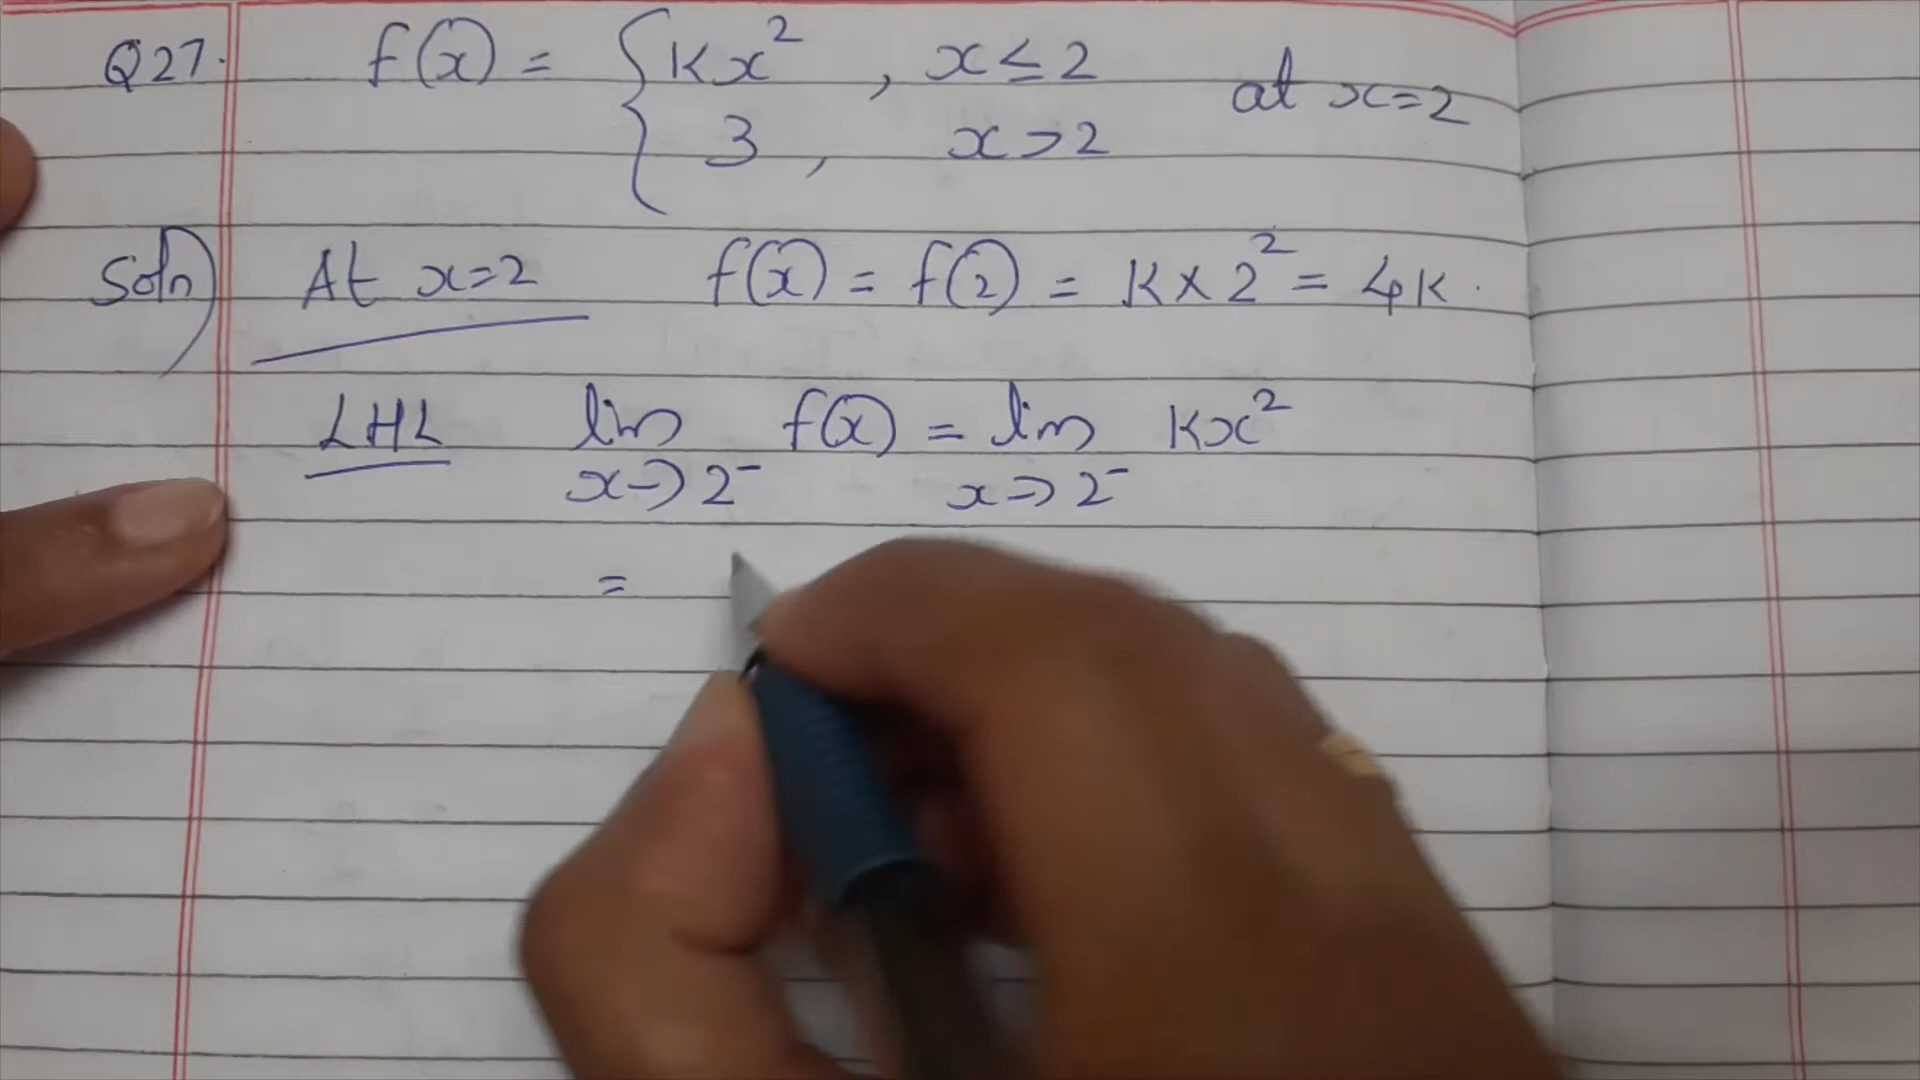 Q27. f(x) = { Kx² , x ≤ 2 at x=2
3 , x > 2
Soln) At x=2 f(x) = f(2) = K × 2² = 4K.
LHL lim f(x) = lim Kx²
x→2⁻ x→2⁻
=